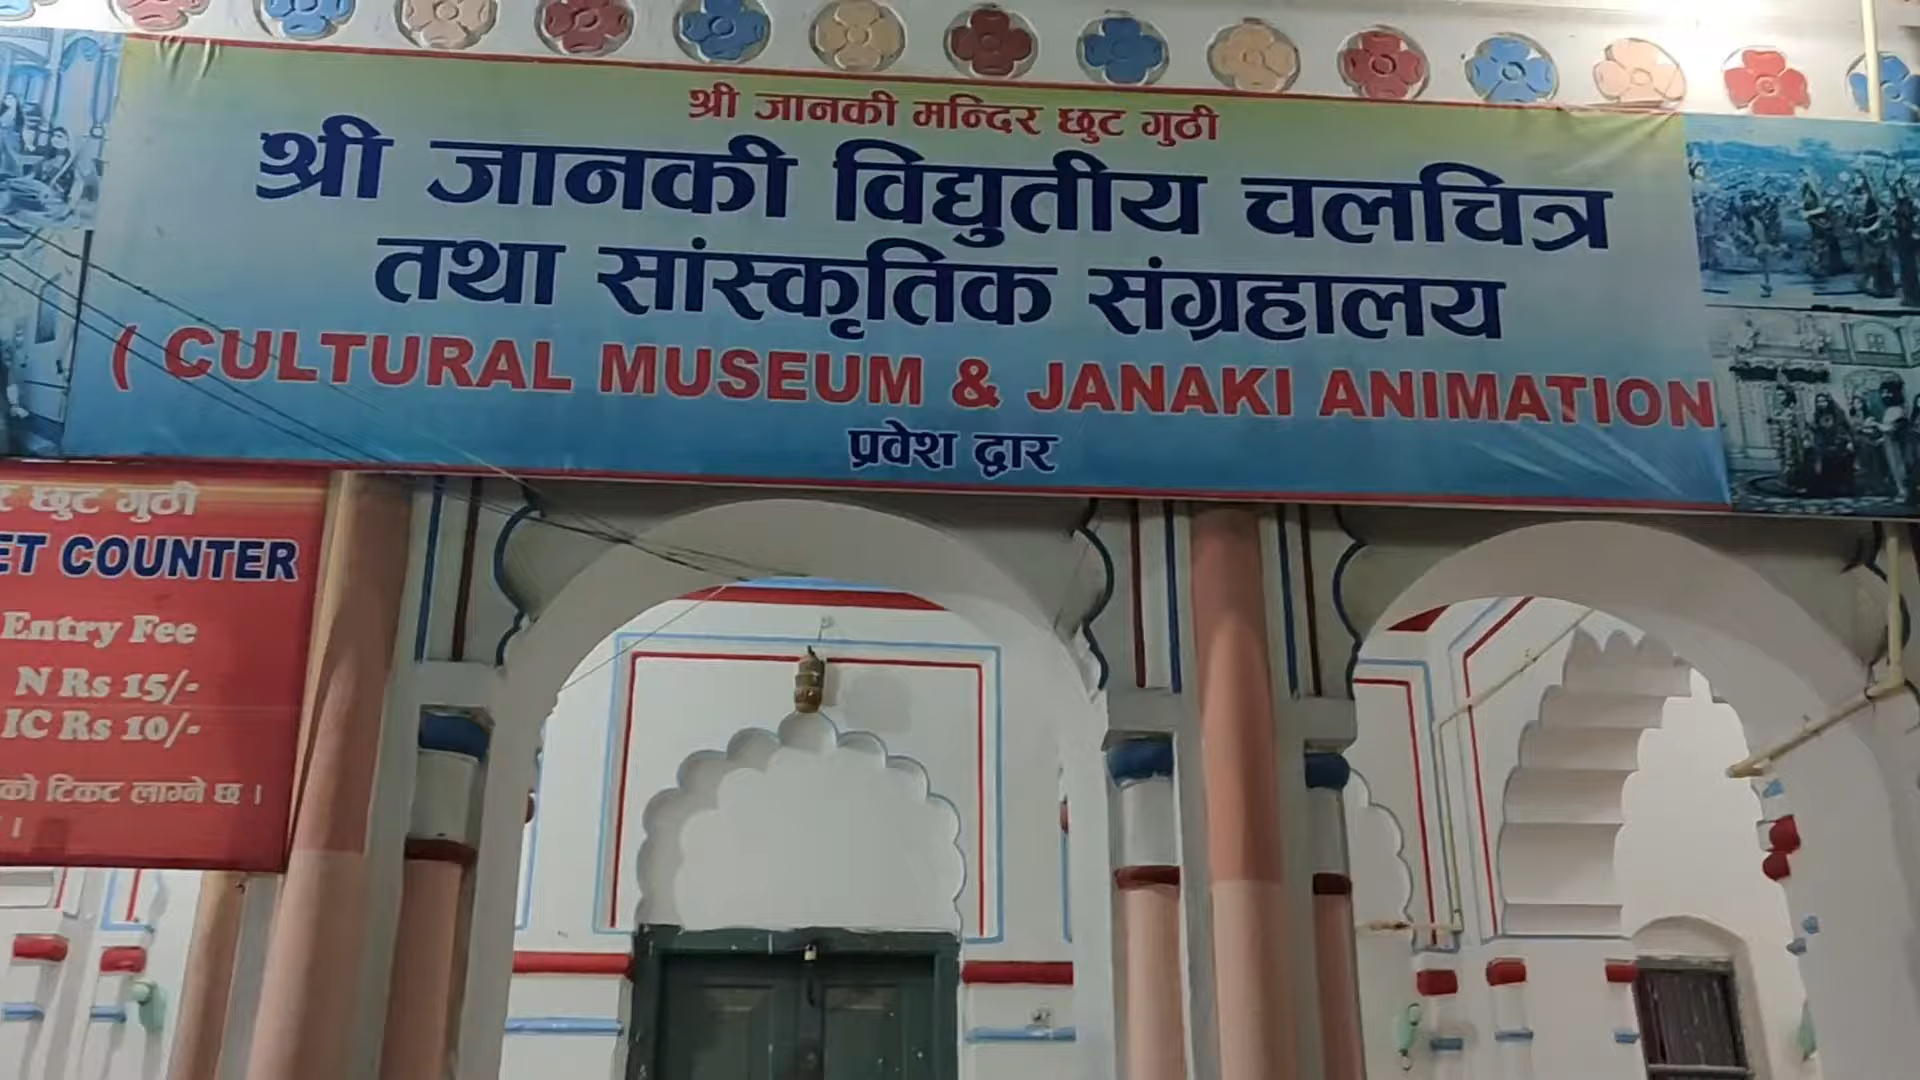 श्री जानकी मन्दिर छुट गुठी
श्री जानकी विद्युतीय चलचित्र
तथा सांस्कृतिक संग्रहालय
( CULTURAL MUSEUM & JANAKI ANIMATION
प्रवेश द्वार
छुट गुठी
COUNTER
Entry Fee
N Rs 15/-
IC Rs 10/-
को टिकट लाग्ने छ ।